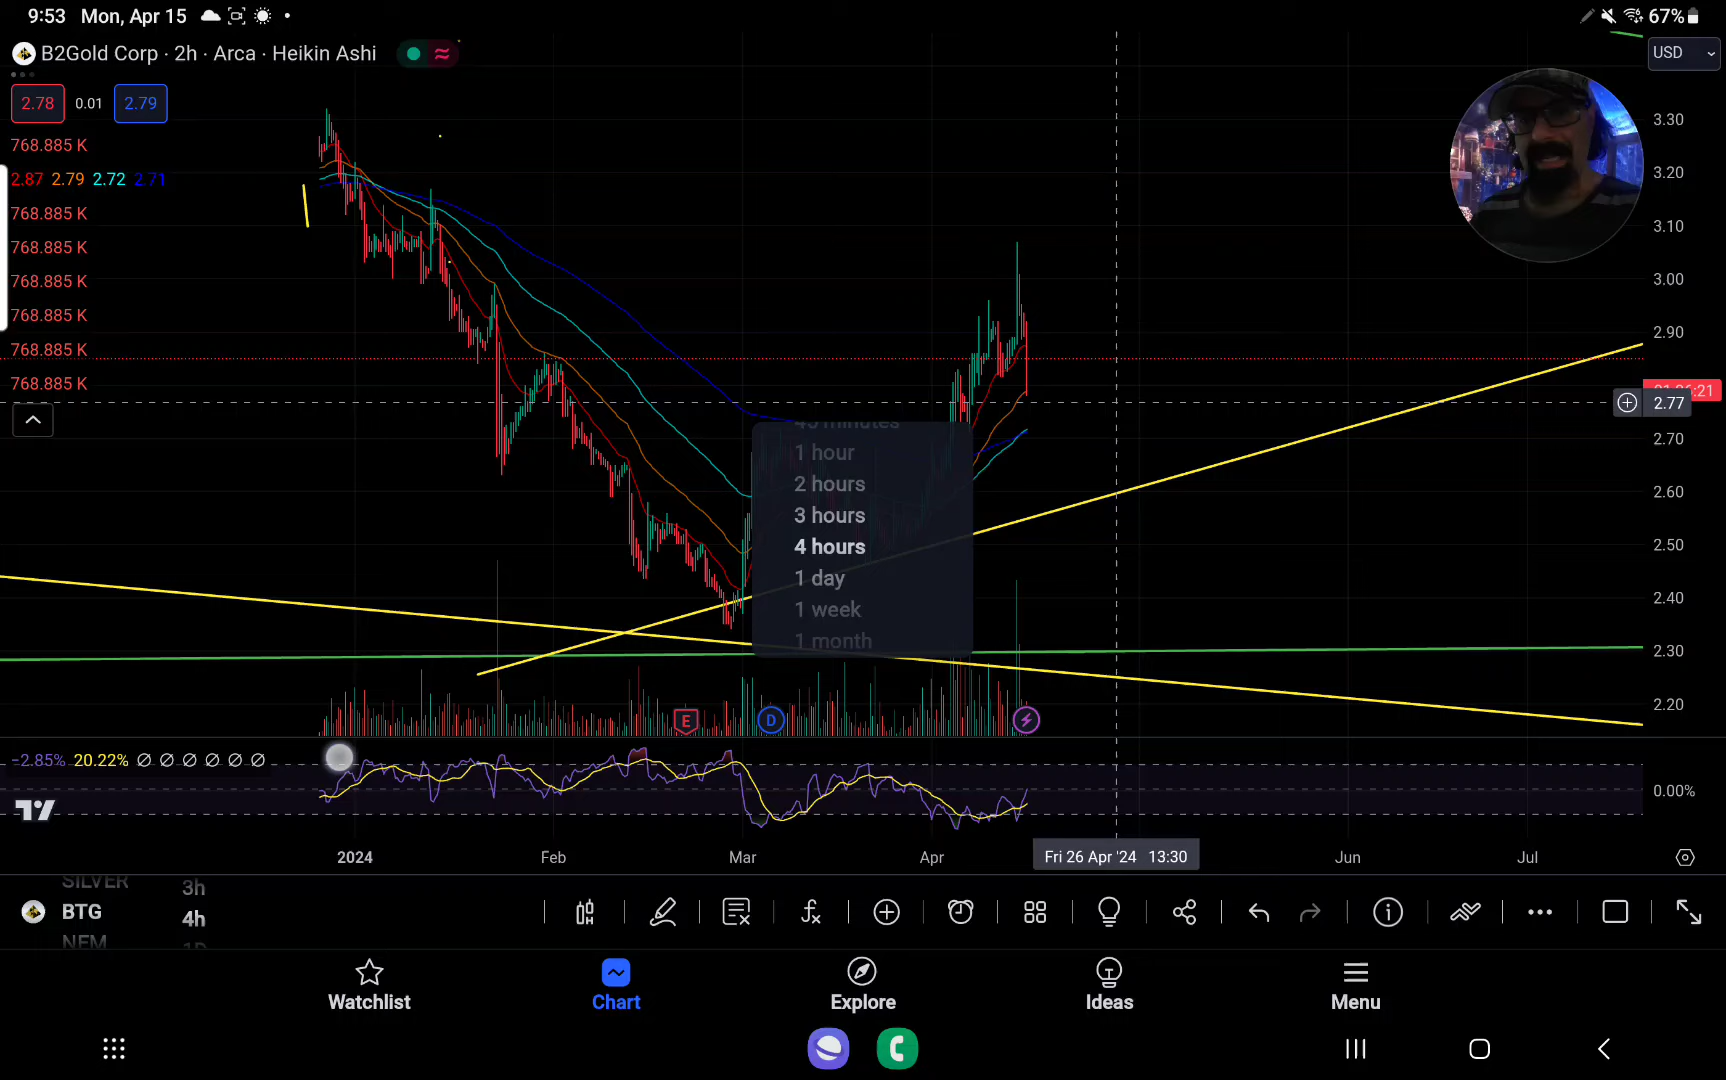 9:53 Mon, Apr 15
67%
B2Gold Corp · 2h · Arca · Heikin Ashi
USD
2.78 0.01 2.79
768.885 K
2.87 2.79 2.72 2.71
768.885 K
768.885 K
768.885 K
768.885 K
768.885 K
768.885 K
3.30
3.20
3.10
3.00
2.90
:21
2.77
2.70
2.60
2.50
2.40
2.30
2.20
45 minutes
1 hour
2 hours
3 hours
4 hours
1 day
1 week
1 month
E
D
-2.85% 20.22%
0.00%
2024 Feb Mar Apr Fri 26 Apr '24 13:30 Jun Jul
SILVER 3h
BTG 4h
NEM 1D
Watchlist Chart Explore Ideas Menu